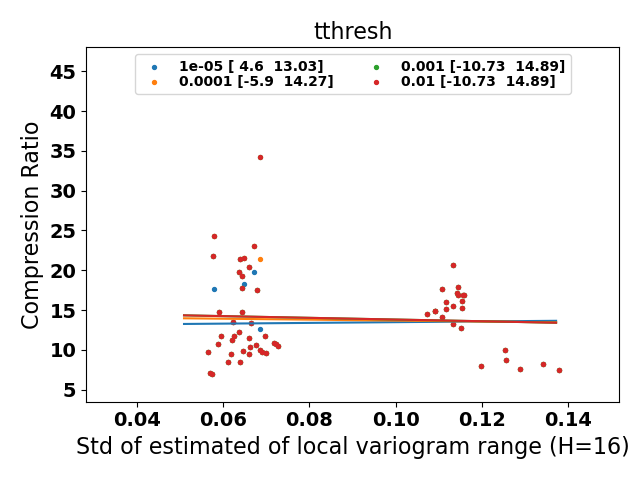 tthresh
1e-05 [ 4.6  13.03]
0.0001 [-5.9  14.27]
0.001 [-10.73  14.89]
0.01 [-10.73  14.89]
Compression Ratio
45
40
35
30
25
20
15
10
5
0.04 0.06 0.08 0.10 0.12 0.14
Std of estimated of local variogram range (H=16)